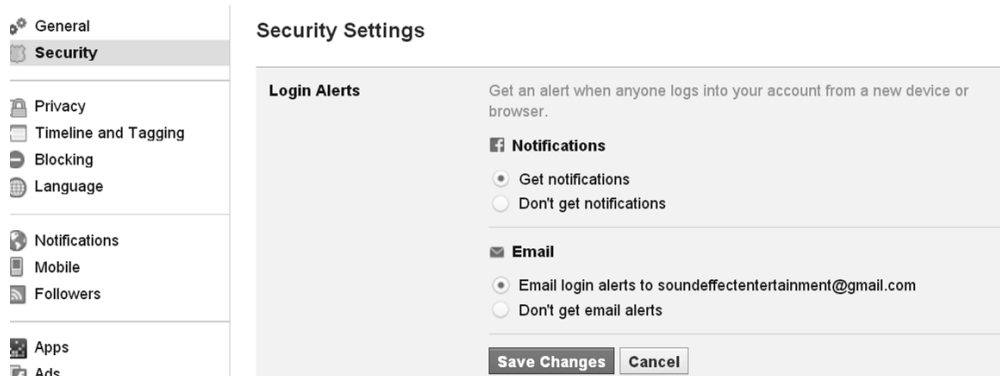 General
Security
Privacy
Timeline and Tagging
Blocking
Language
Notifications
Mobile
Followers
Apps
Ads
Security Settings
Login Alerts
Get an alert when anyone logs into your account from a new device or
browser.
Notifications
Get notifications
Don't get notifications
Email
Email login alerts to soundeffectentertainment@gmail.com
Don't get email alerts
Save Changes Cancel